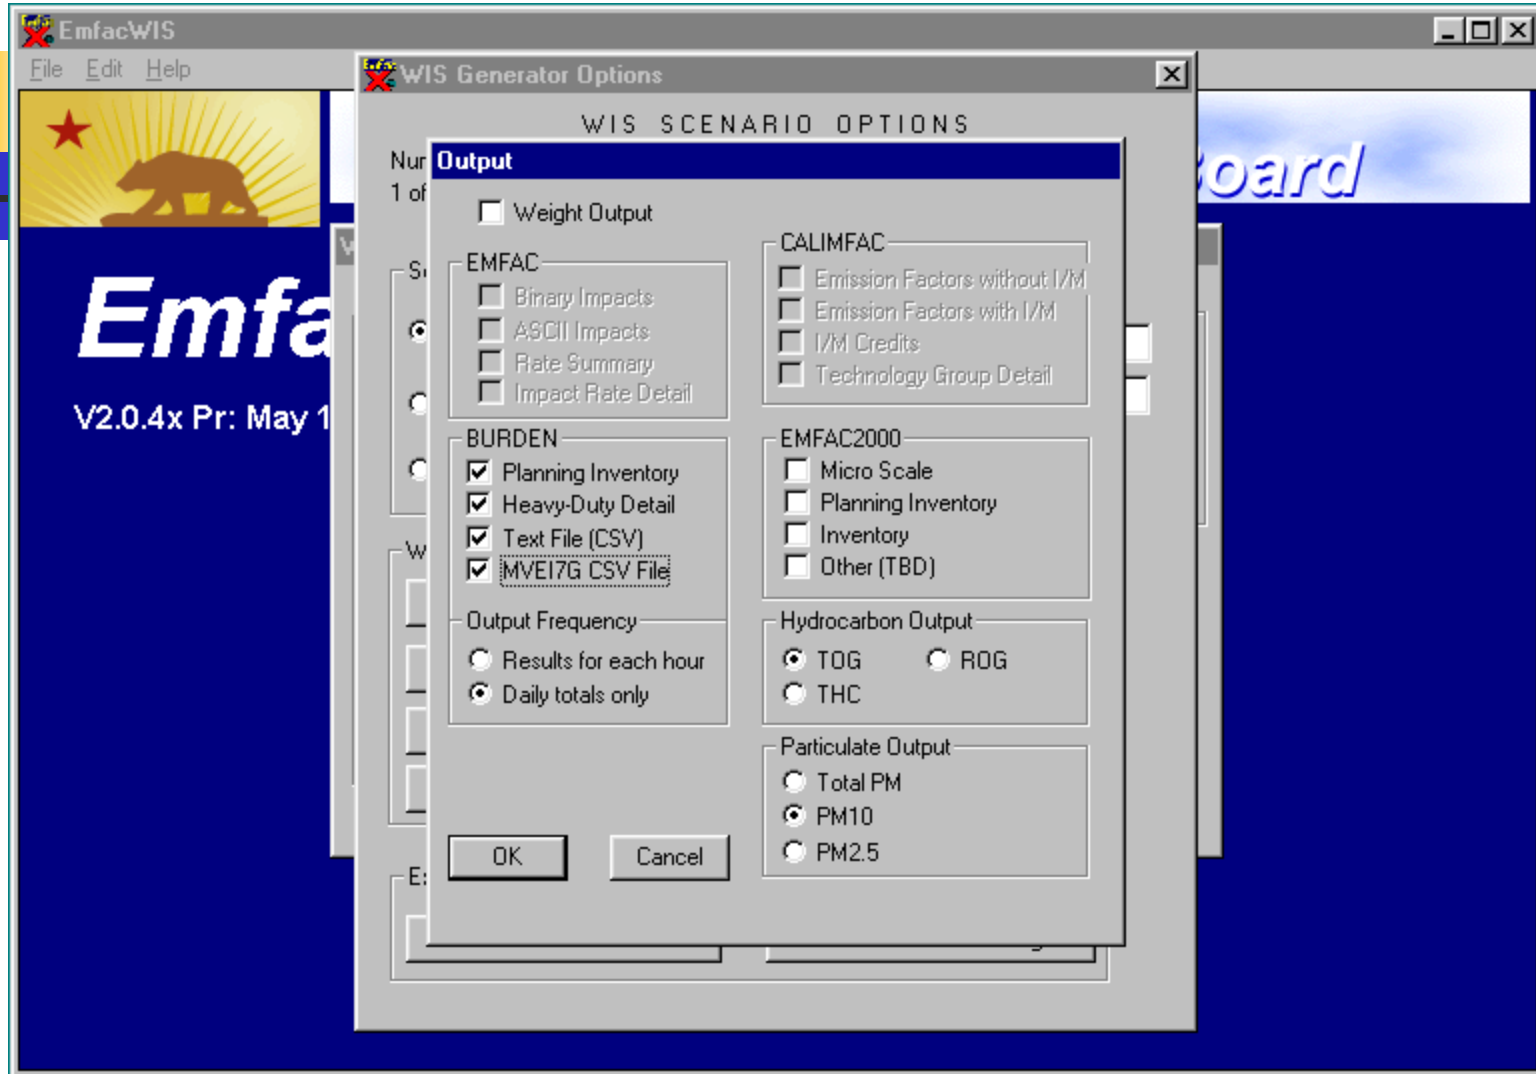 EmfacWIS
File Edit Help
WIS Generator Options
WIS SCENARIO OPTIONS
1 of
oard
Emfa
V2.0.4x Pr: May 1
Output
Weight Output
EMFAC
Binary Impacts
ASCII Impacts
Rate Summary
Impact Rate Detail
CALIMFAC
Emission Factors without I/M
Emission Factors with I/M
I/M Credits
Technology Group Detail
BURDEN
Planning Inventory
Heavy-Duty Detail
Text File (CSV)
MVEI7G CSV File
EMFAC2000
Micro Scale
Planning Inventory
Inventory
Other (TBD)
Output Frequency
Results for each hour
Daily totals only
Hydrocarbon Output
TOG ROG
THC
Particulate Output
Total PM
PM10
PM2.5
OK Cancel